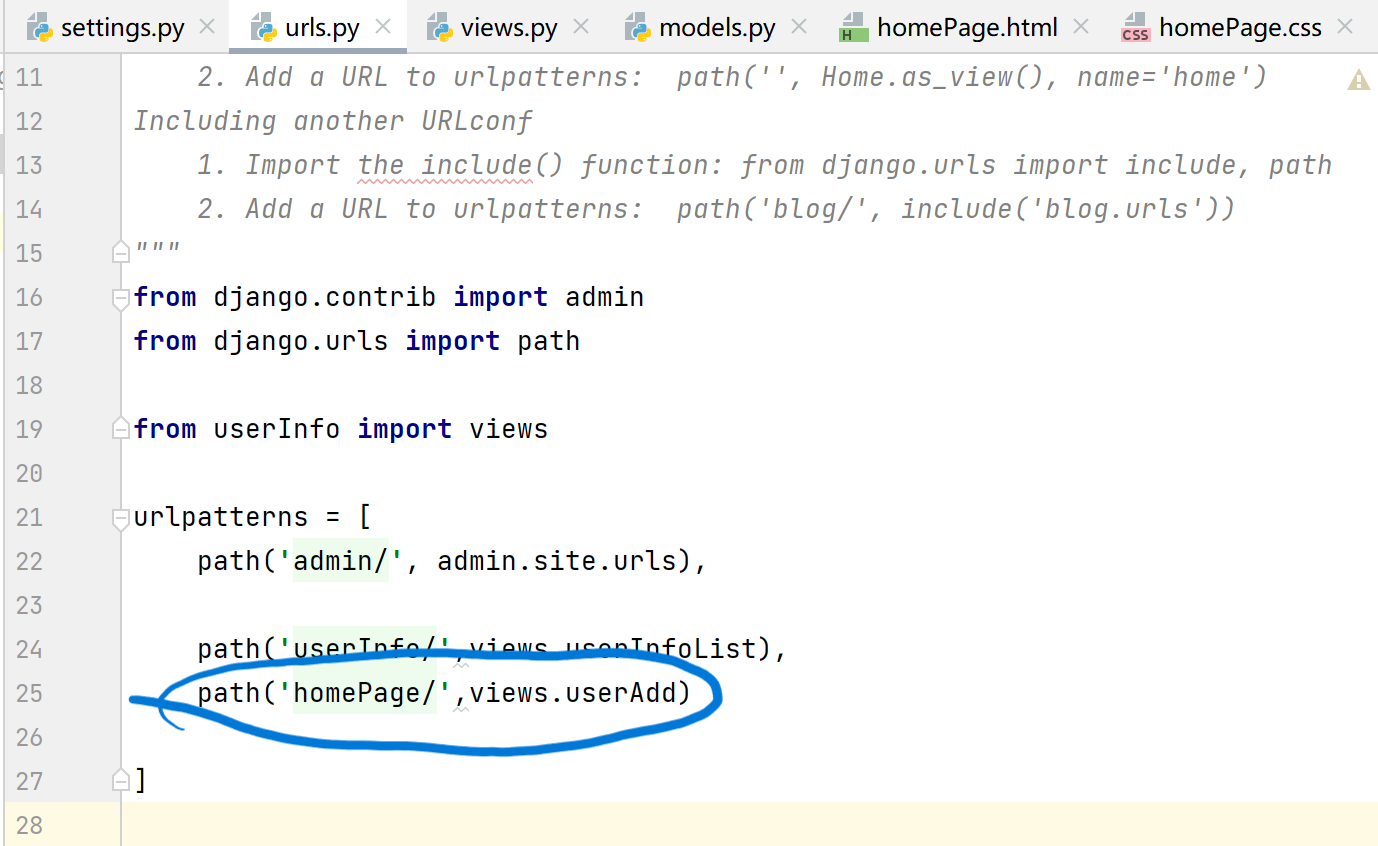 settings.py urls.py views.py models.py H homePage.html CSS homePage.css
11 2. Add a URL to urlpatterns:  path('', Home.as_view(), name='home')
12 Including another URLconf
13 1. Import the include() function: from django.urls import include, path
14 2. Add a URL to urlpatterns:  path('blog/', include('blog.urls'))
15 """
16 from django.contrib import admin
17 from django.urls import path
18
19 from userInfo import views
20
21 urlpatterns = [
22 path('admin/', admin.site.urls),
23
24 path('userInfo/',views.userInfoList),
25 path('homePage/',views.userAdd)
26
27 ]
28